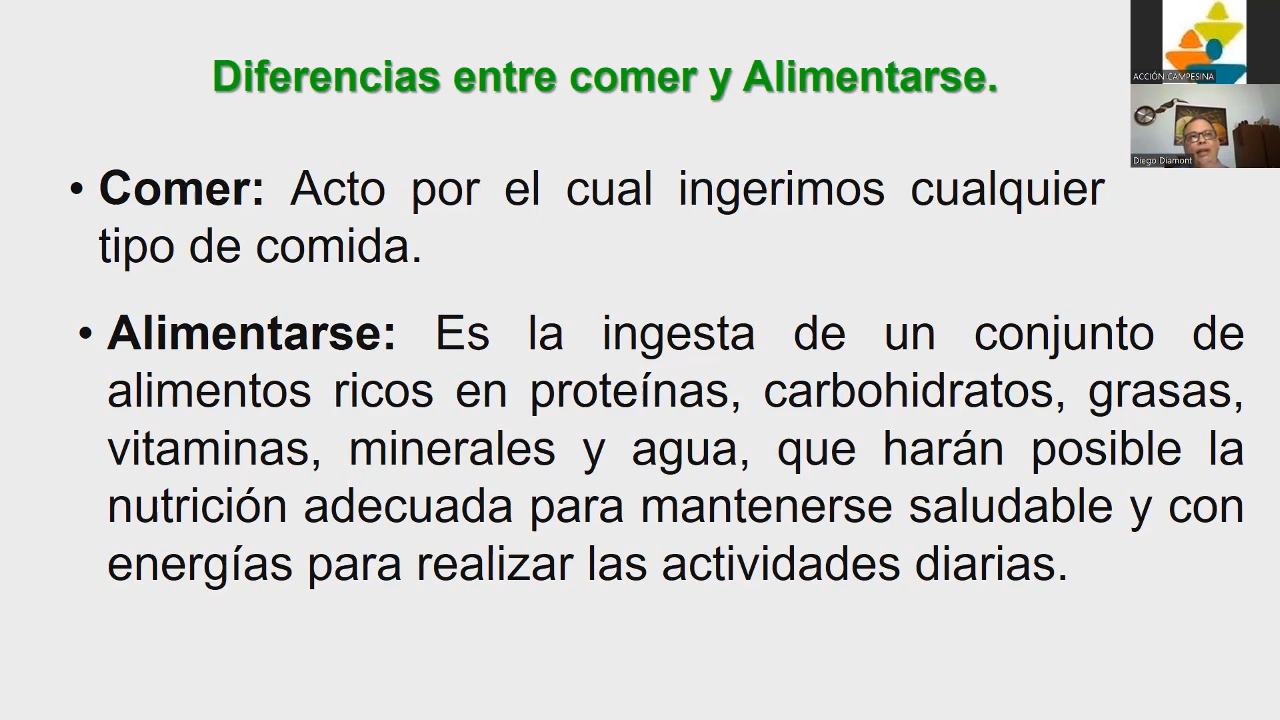 Diferencias entre comer y Alimentarse.
ACCIÓN CAMPESINA
Diego Diamont
• Comer: Acto por el cual ingerimos cualquier
tipo de comida.
• Alimentarse: Es la ingesta de un conjunto de
alimentos ricos en proteínas, carbohidratos, grasas,
vitaminas, minerales y agua, que harán posible la
nutrición adecuada para mantenerse saludable y con
energías para realizar las actividades diarias.